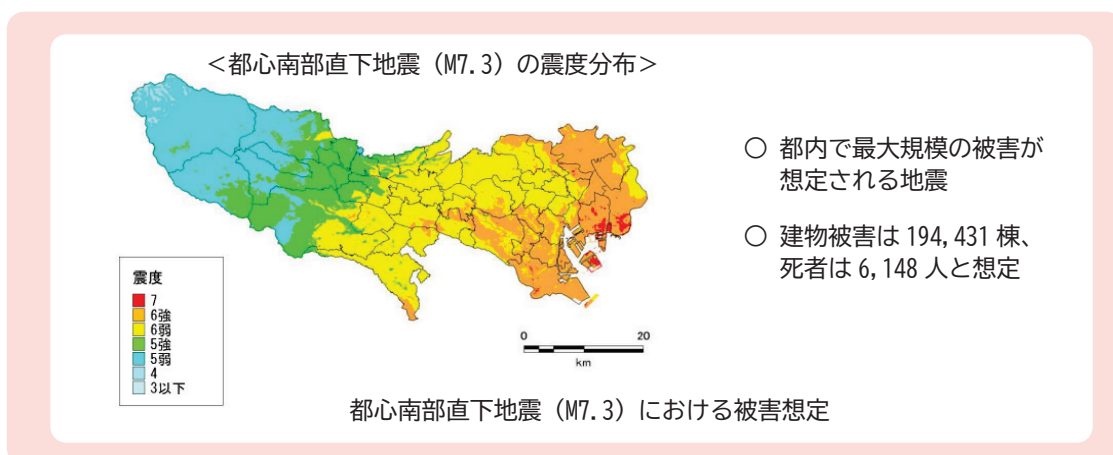 ＜都心南部直下地震（M7.3）の震度分布＞
○ 都内で最大規模の被害が
想定される地震
○ 建物被害は 194,431 棟、
死者は 6,148 人と想定
震度
7
6強
6弱
5強
5弱
4
3以下
0 20
km
都心南部直下地震（M7.3）における被害想定